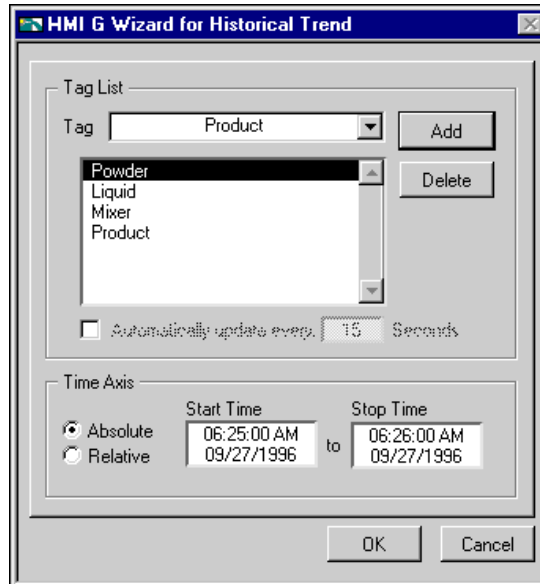 HMI G Wizard for Historical Trend
Tag List
Tag Product Add
Powder Delete
Liquid
Mixer
Product
Automatically update every, 15 Seconds
Time Axis
Start Time Stop Time
Absolute 06:25:00 AM to 06:26:00 AM
Relative 09/27/1996 09/27/1996
OK Cancel